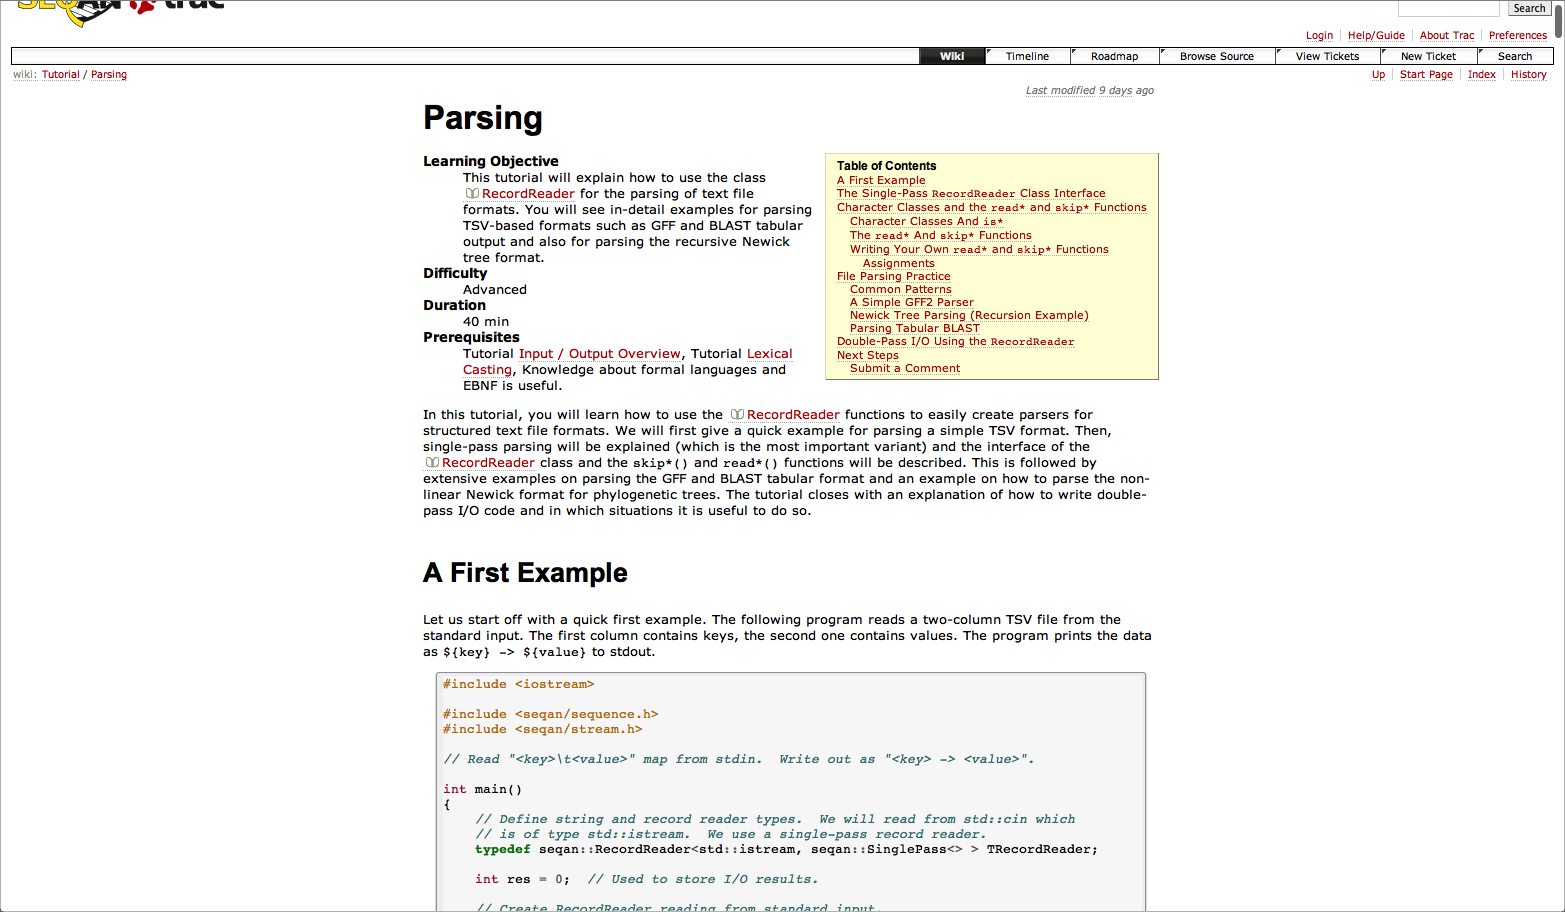 SEQAN trac
Search
Login Help/Guide About Trac Preferences
Wiki Timeline Roadmap Browse Source View Tickets New Ticket Search
wiki: Tutorial / Parsing
Up Start Page Index History
Last modified 9 days ago
Parsing
Learning Objective
This tutorial will explain how to use the class
RecordReader for the parsing of text file
formats. You will see in-detail examples for parsing
TSV-based formats such as GFF and BLAST tabular
output and also for parsing the recursive Newick
tree format.
Difficulty
Advanced
Duration
40 min
Prerequisites
Tutorial Input / Output Overview, Tutorial Lexical
Casting, Knowledge about formal languages and
EBNF is useful.
Table of Contents
A First Example
The Single-Pass RecordReader Class Interface
Character Classes and the read* and skip* Functions
Character Classes And is*
The read* And skip* Functions
Writing Your Own read* and skip* Functions
Assignments
File Parsing Practice
Common Patterns
A Simple GFF2 Parser
Newick Tree Parsing (Recursion Example)
Parsing Tabular BLAST
Double-Pass I/O Using the RecordReader
Next Steps
Submit a Comment
In this tutorial, you will learn how to use the RecordReader functions to easily create parsers for
structured text file formats. We will first give a quick example for parsing a simple TSV format. Then,
single-pass parsing will be explained (which is the most important variant) and the interface of the
RecordReader class and the skip*() and read*() functions will be described. This is followed by
extensive examples on parsing the GFF and BLAST tabular format and an example on how to parse the non-
linear Newick format for phylogenetic trees. The tutorial closes with an explanation of how to write double-
pass I/O code and in which situations it is useful to do so.
A First Example
Let us start off with a quick first example. The following program reads a two-column TSV file from the
standard input. The first column contains keys, the second one contains values. The program prints the data
as ${key} -> ${value} to stdout.
#include <iostream>
#include <seqan/sequence.h>
#include <seqan/stream.h>
// Read "<key>\t<value>" map from stdin.  Write out as "<key> -> <value>".
int main()
{
// Define string and record reader types.  We will read from std::cin which
// is of type std::istream.  We use a single-pass record reader.
typedef seqan::RecordReader<std::istream, seqan::SinglePass<> > TRecordReader;
int res = 0;  // Used to store I/O results.
// Create RecordReader reading from standard input.